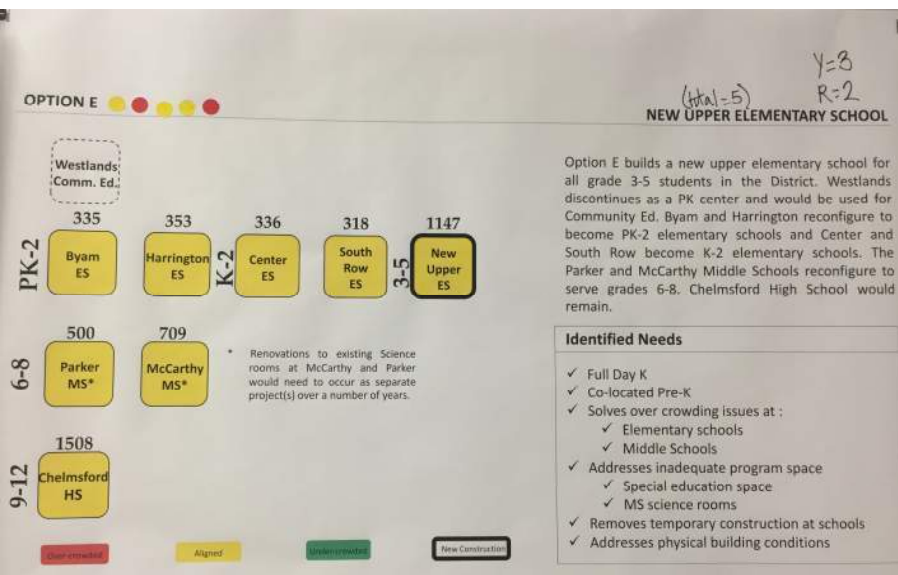 Y=3
(total=5) R=2
OPTION E
NEW UPPER ELEMENTARY SCHOOL
Westlands
Comm. Ed.
335 353 336 318 1147
PK-2
Byam
ES
Harrington
ES
K-2
Center
ES
South
Row
ES
3-5
New
Upper
ES
500 709
6-8
Parker
MS*
McCarthy
MS*
* Renovations to existing Science
rooms at McCarthy and Parker
would need to occur as separate
project(s) over a number of years.
1508
9-12
Chelmsford
HS
Over-crowded
Aligned
Under-crowded
New Construction
Option E builds a new upper elementary school for
all grade 3-5 students in the District. Westlands
discontinues as a PK center and would be used for
Community Ed. Byam and Harrington reconfigure to
become PK-2 elementary schools and Center and
South Row become K-2 elementary schools. The
Parker and McCarthy Middle Schools reconfigure to
serve grades 6-8. Chelmsford High School would
remain.
Identified Needs
✓ Full Day K
✓ Co-located Pre-K
✓ Solves over crowding issues at :
✓ Elementary schools
✓ Middle Schools
✓ Addresses inadequate program space
✓ Special education space
✓ MS science rooms
✓ Removes temporary construction at schools
✓ Addresses physical building conditions